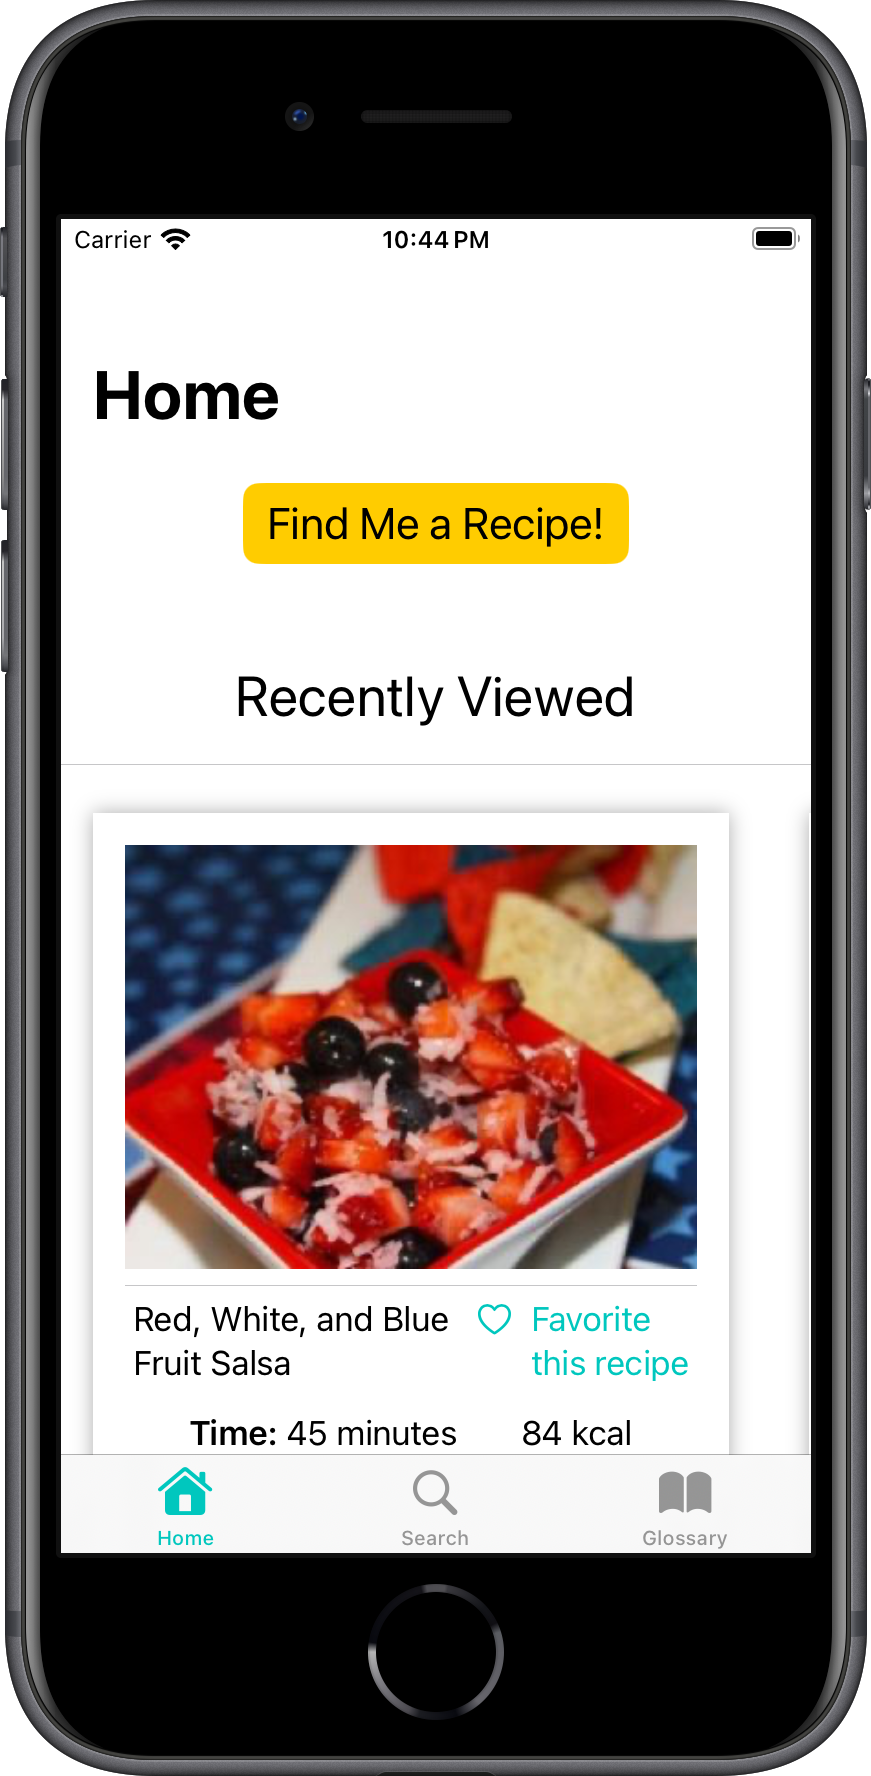 Carrier 10:44 PM
Home
Find Me a Recipe!
Recently Viewed
Red, White, and Blue
Fruit Salsa
Favorite
this recipe
Time: 45 minutes 84 kcal
Home Search Glossary